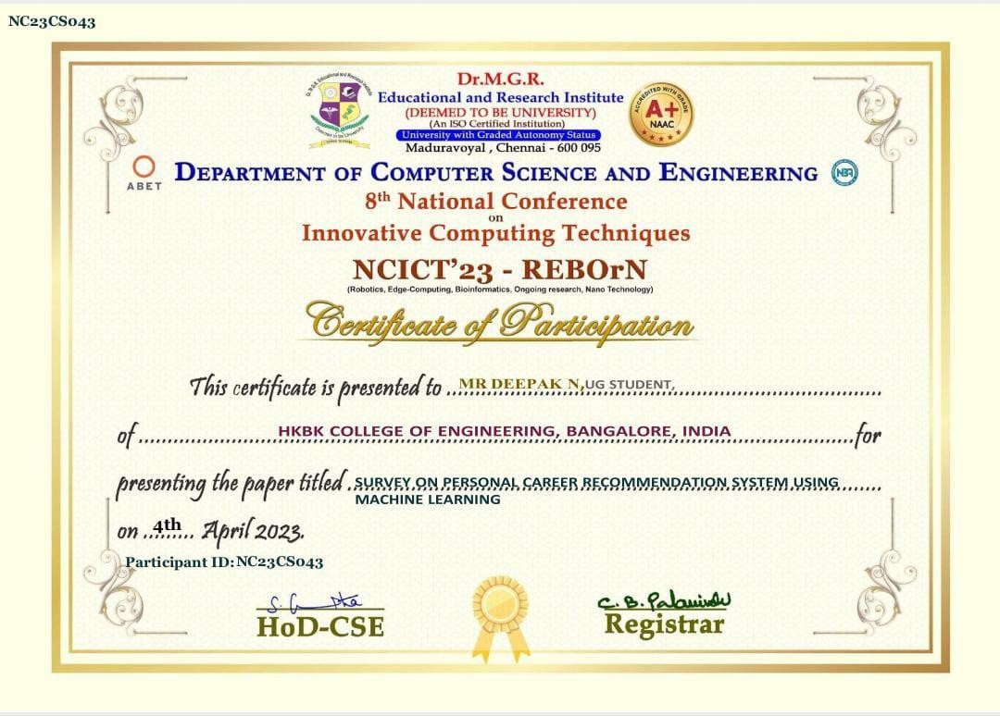 NC23CS043
Dr.M.G.R.
Educational and Research Institute
(DEEMED TO BE UNIVERSITY)
(An ISO Certified Institution)
University with Graded Autonomy Status
Maduravoyal , Chennai - 600 095
ACCREDITED WITH GRADE
A+
NAAC
ABET
DEPARTMENT OF COMPUTER SCIENCE AND ENGINEERING
NBA
8th National Conference
on
Innovative Computing Techniques
NCICT’23 - REBOrN
(Robotics, Edge-Computing, Bioinformatics, Ongoing research, Nano Technology)
Certificate of Participation
This certificate is presented to MR DEEPAK N,UG STUDENT,
of HKBK COLLEGE OF ENGINEERING, BANGALORE, INDIA for
presenting the paper titled SURVEY ON PERSONAL CAREER RECOMMENDATION SYSTEM USING
MACHINE LEARNING
on 4th April 2023.
Participant ID:NC23CS043
HoD-CSE
C. B. Palanivelu
Registrar